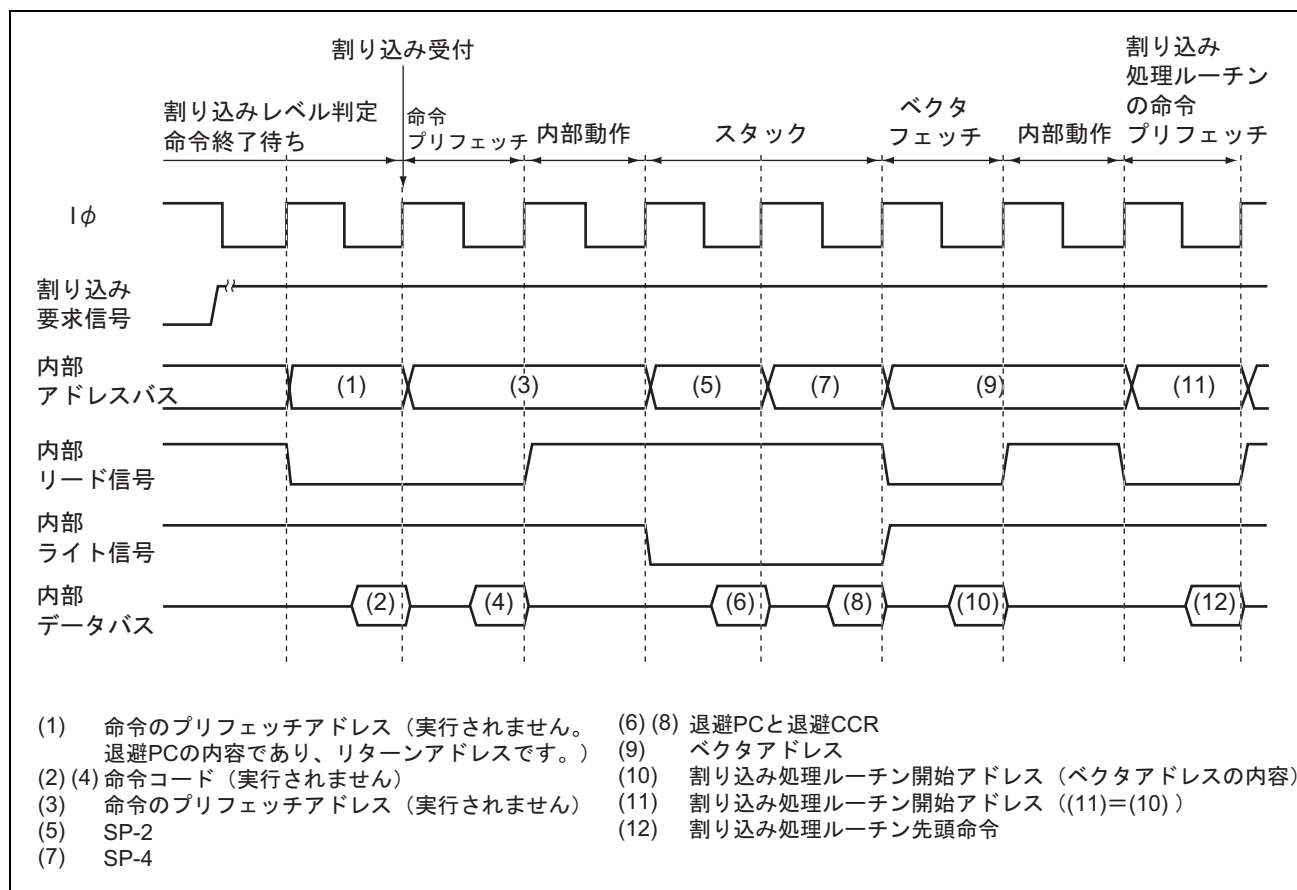 割り込み受付
割り込みレベル判定
命令終了待ち
命令
プリフェッチ
内部動作
スタック
ベクタ
フェッチ
内部動作
割り込み
処理ルーチン
の命令
プリフェッチ
Iφ
割り込み
要求信号
内部
アドレスバス
(1)
(3)
(5)
(7)
(9)
(11)
内部
リード信号
内部
ライト信号
内部
データバス
(2)
(4)
(6)
(8)
(10)
(12)
(1) 命令のプリフェッチアドレス（実行されません。
退避PCの内容であり、リターンアドレスです。）
(2) (4) 命令コード（実行されません）
(3) 命令のプリフェッチアドレス（実行されません）
(5) SP-2
(7) SP-4
(6) (8) 退避PCと退避CCR
(9) ベクタアドレス
(10) 割り込み処理ルーチン開始アドレス（ベクタアドレスの内容）
(11) 割り込み処理ルーチン開始アドレス（(11)＝(10) ）
(12) 割り込み処理ルーチン先頭命令